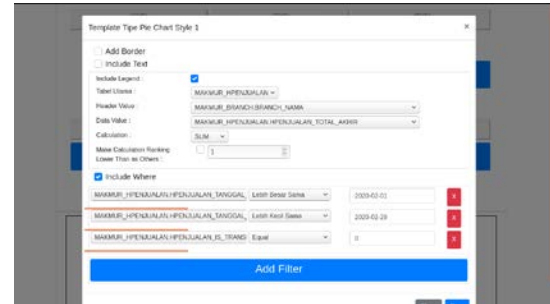 Template Tipe Pie Chart Style 1 ×
Add Border
Include Text
Include Legend :
Tabel Utama : MAKMUR_HPENJUALAN
Header Value : MAKMUR_BRANCH.BRANCH_NAMA
Data Value : MAKMUR_HPENJUALAN.HPENJUALAN_TOTAL_AKHIR
Calculation : SUM
Make Calculation Ranking 1
Lower Than as Others :
Include Where
MAKMUR_HPENJUALAN.HPENJUALAN_TANGGAL_ Lebih Besar Sama 2020-02-01 X
MAKMUR_HPENJUALAN.HPENJUALAN_TANGGAL_ Lebih Kecil Sama 2020-02-29 X
MAKMUR_HPENJUALAN.HPENJUALAN_IS_TRANS Equal 0 X
Add Filter